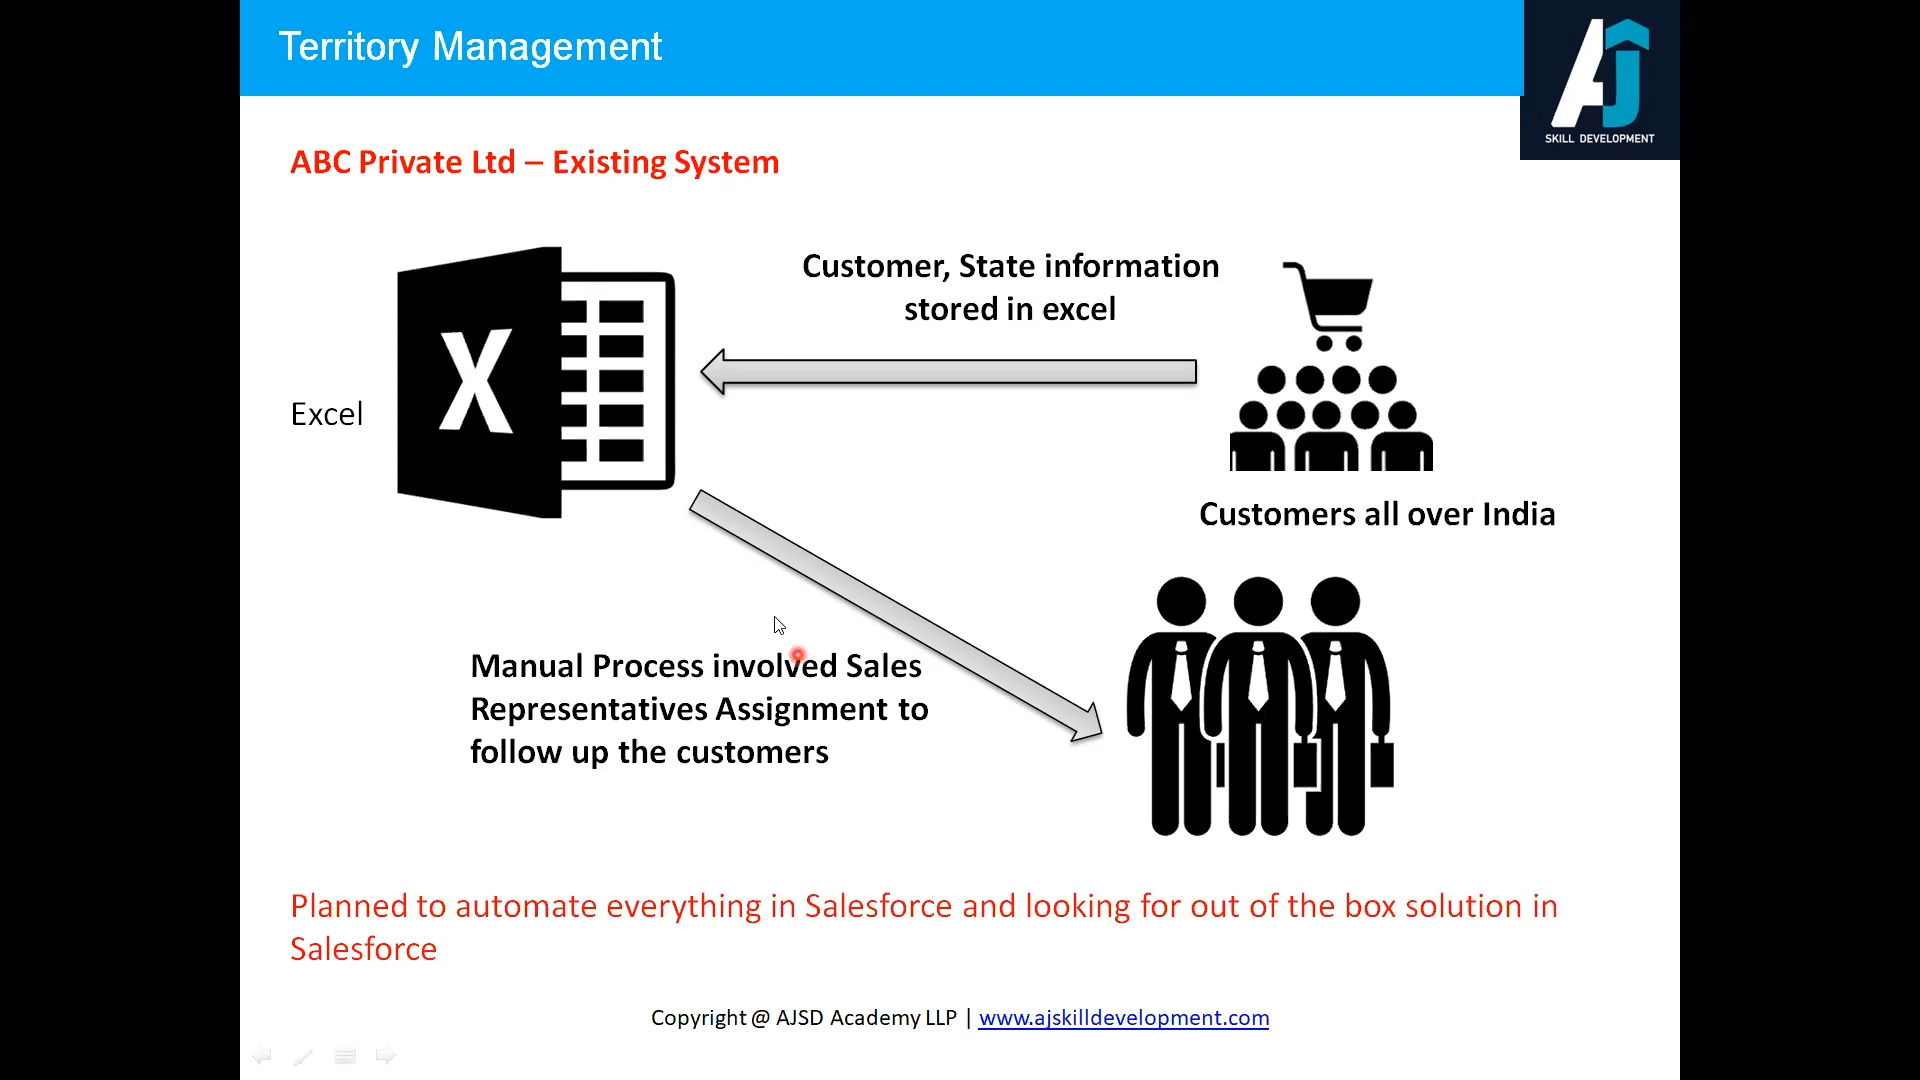 Territory Management
AJ
SKILL DEVELOPMENT
ABC Private Ltd – Existing System
Customer, State information
stored in excel
X
Excel
Customers all over India
Manual Process involved Sales
Representatives Assignment to
follow up the customers
Planned to automate everything in Salesforce and looking for out of the box solution in
Salesforce
Copyright @ AJSD Academy LLP | www.ajskilldevelopment.com